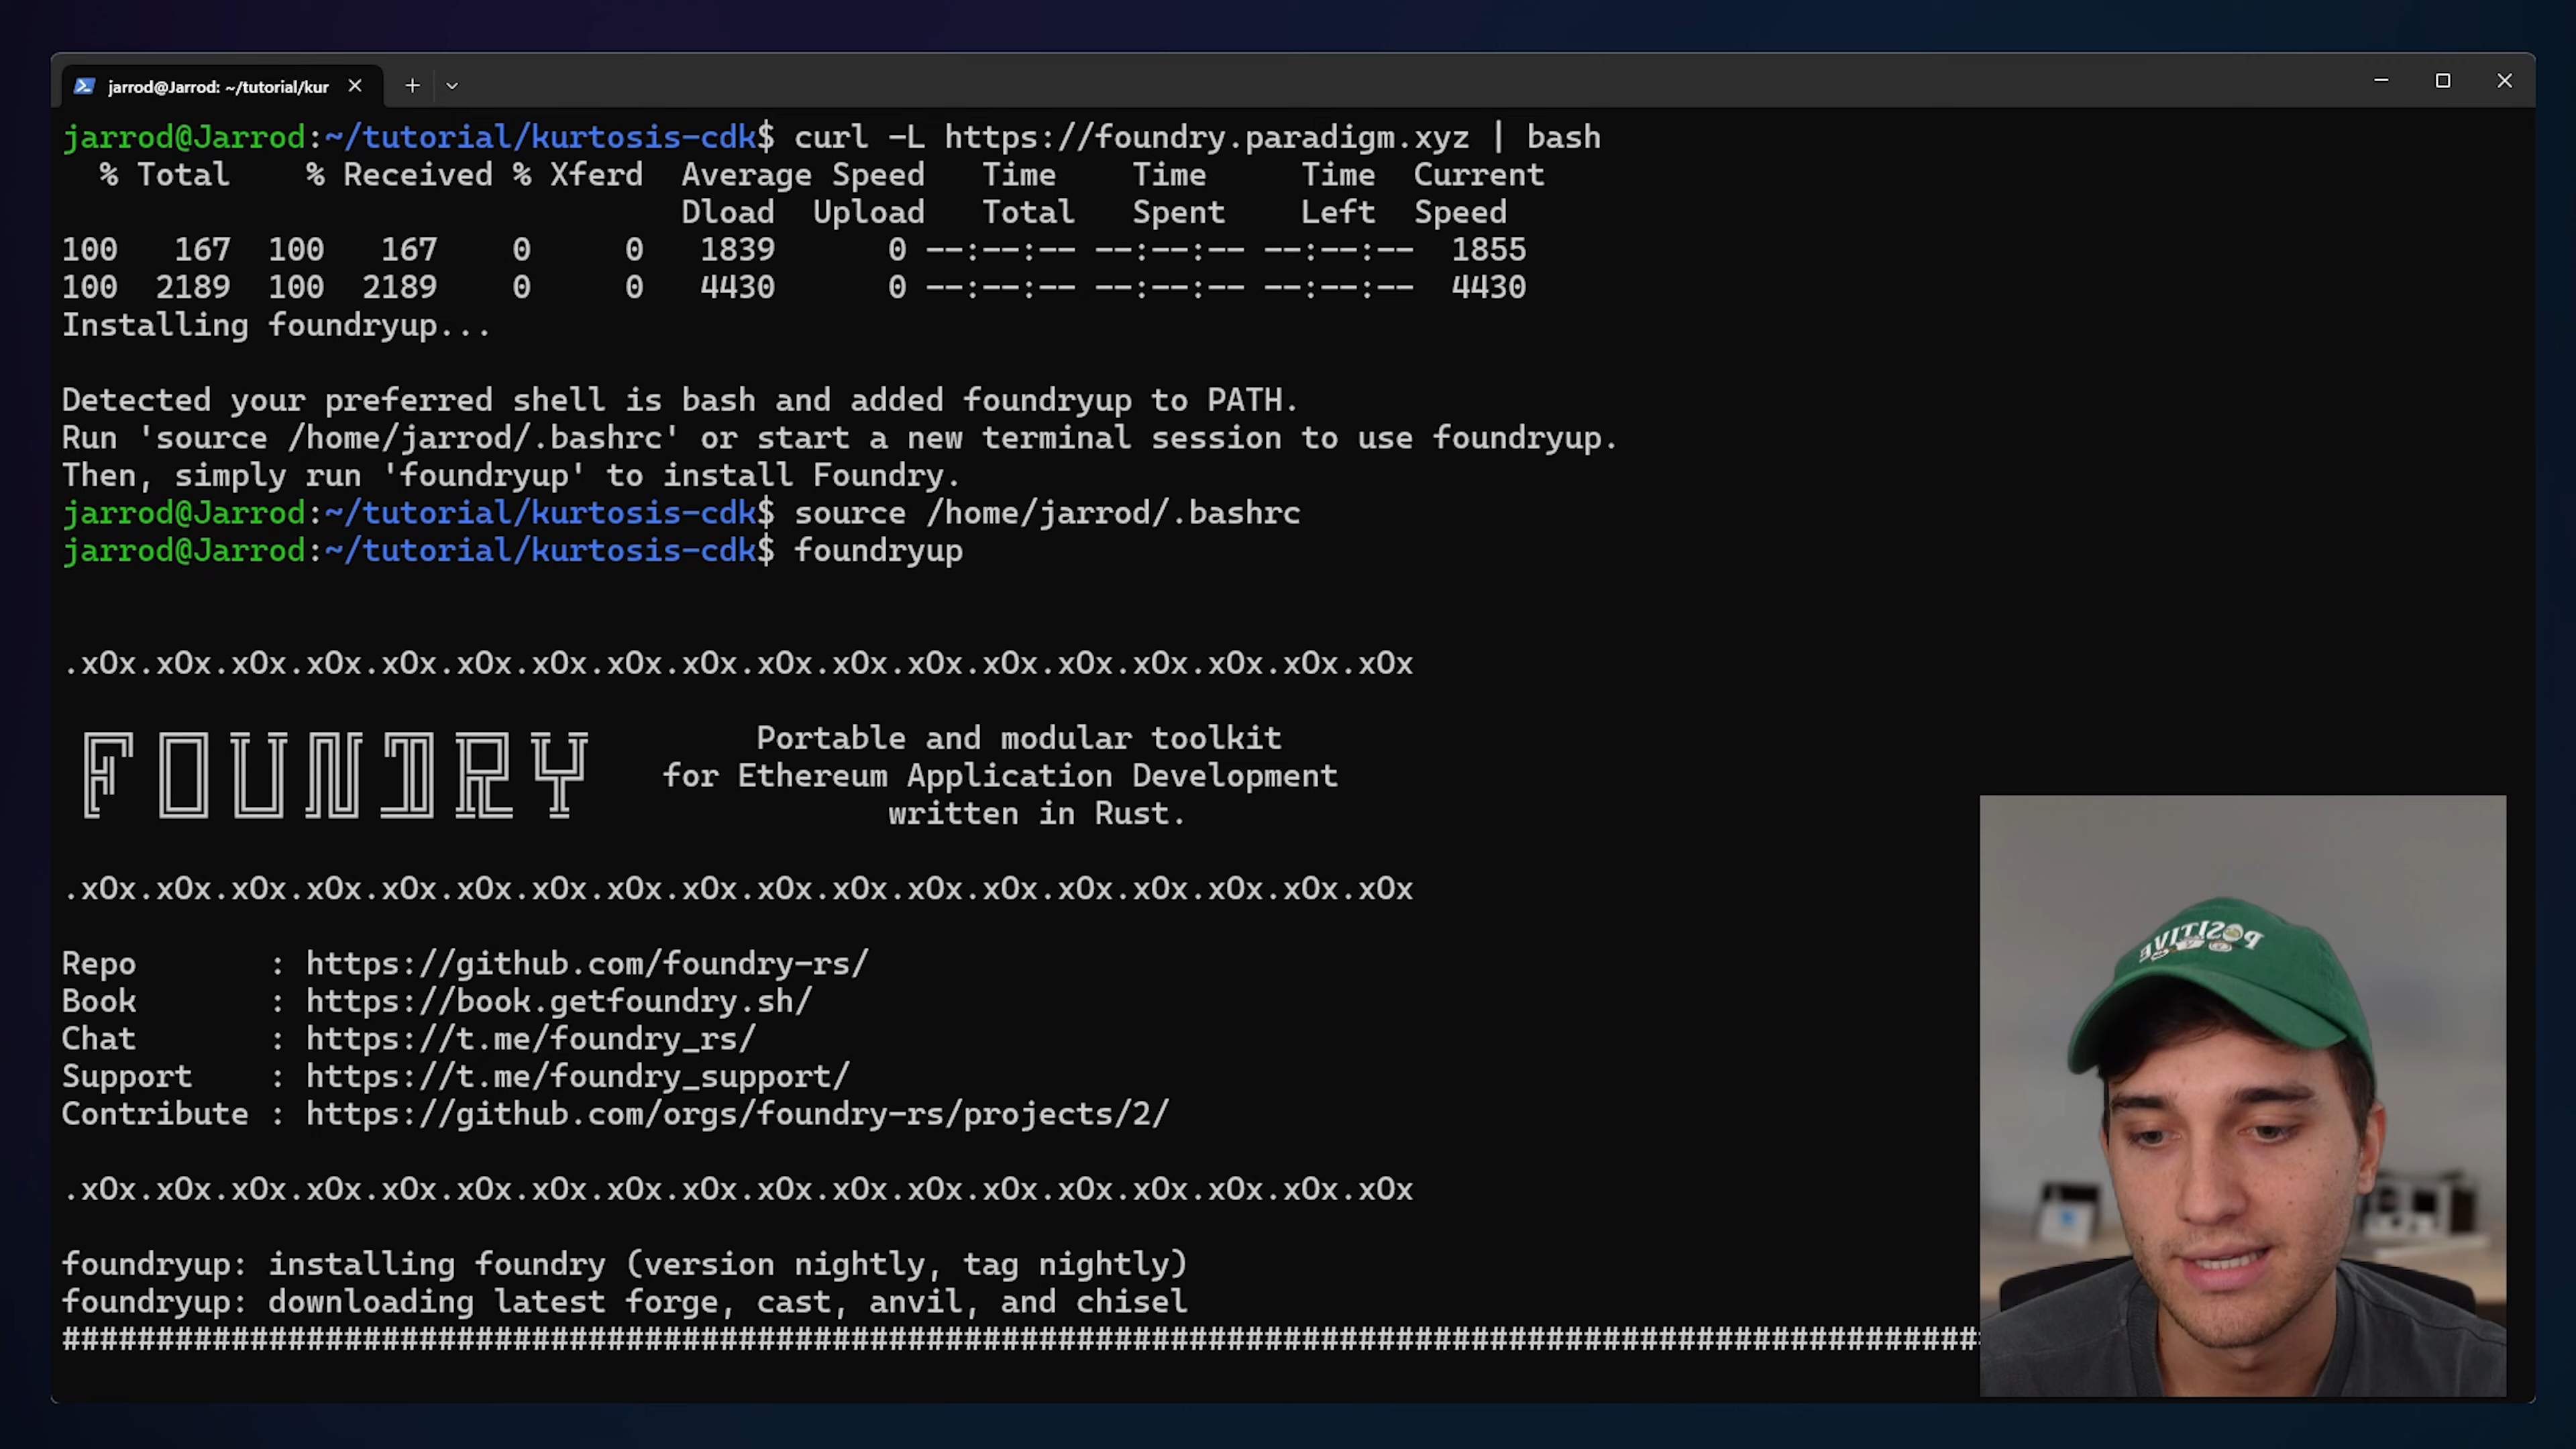 jarrod@Jarrod: ~/tutorial/kur
jarrod@Jarrod:~/tutorial/kurtosis-cdk$ curl -L https://foundry.paradigm.xyz | bash
% Total % Received % Xferd Average Speed Time Time Time Current
Dload Upload Total Spent Left Speed
100 167 100 167 0 0 1839 0 --:--:-- --:--:-- --:--:-- 1855
100 2189 100 2189 0 0 4430 0 --:--:-- --:--:-- --:--:-- 4430
Installing foundryup...
Detected your preferred shell is bash and added foundryup to PATH.
Run 'source /home/jarrod/.bashrc' or start a new terminal session to use foundryup.
Then, simply run 'foundryup' to install Foundry.
jarrod@Jarrod:~/tutorial/kurtosis-cdk$ source /home/jarrod/.bashrc
jarrod@Jarrod:~/tutorial/kurtosis-cdk$ foundryup
.xOx.xOx.xOx.xOx.xOx.xOx.xOx.xOx.xOx.xOx.xOx.xOx.xOx.xOx.xOx.xOx.xOx.xOx
FOUNDRY
Portable and modular toolkit
for Ethereum Application Development
written in Rust.
.xOx.xOx.xOx.xOx.xOx.xOx.xOx.xOx.xOx.xOx.xOx.xOx.xOx.xOx.xOx.xOx.xOx.xOx
Repo : https://github.com/foundry-rs/
Book : https://book.getfoundry.sh/
Chat : https://t.me/foundry_rs/
Support : https://t.me/foundry_support/
Contribute : https://github.com/orgs/foundry-rs/projects/2/
.xOx.xOx.xOx.xOx.xOx.xOx.xOx.xOx.xOx.xOx.xOx.xOx.xOx.xOx.xOx.xOx.xOx.xOx
foundryup: installing foundry (version nightly, tag nightly)
foundryup: downloading latest forge, cast, anvil, and chisel
######################################################################################################
POSITIVE